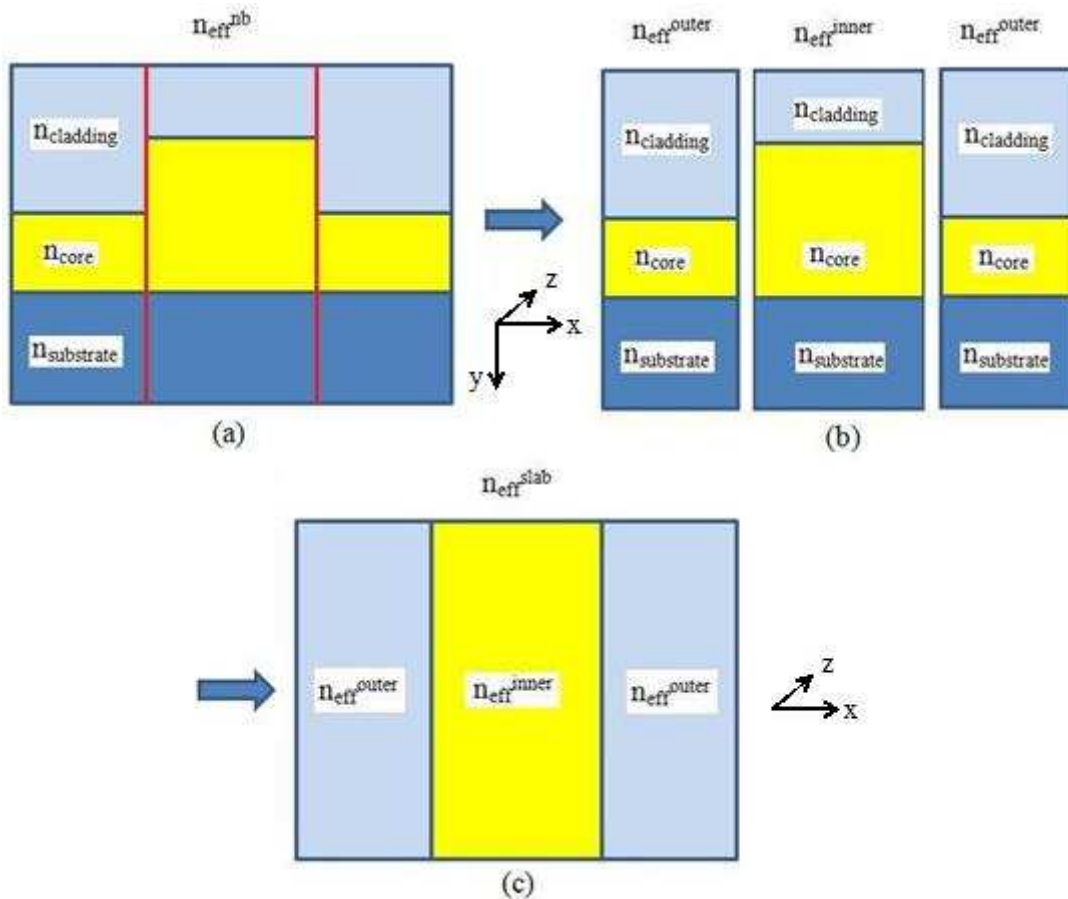 n_eff^nb
n_cladding
n_core
n_substrate
(a)
z
x
y
n_eff^outer n_eff^inner n_eff^outer
n_cladding n_cladding n_cladding
n_core n_core n_core
n_substrate n_substrate n_substrate
(b)
n_eff^slab
n_eff^outer n_eff^inner n_eff^outer
z
x
(c)